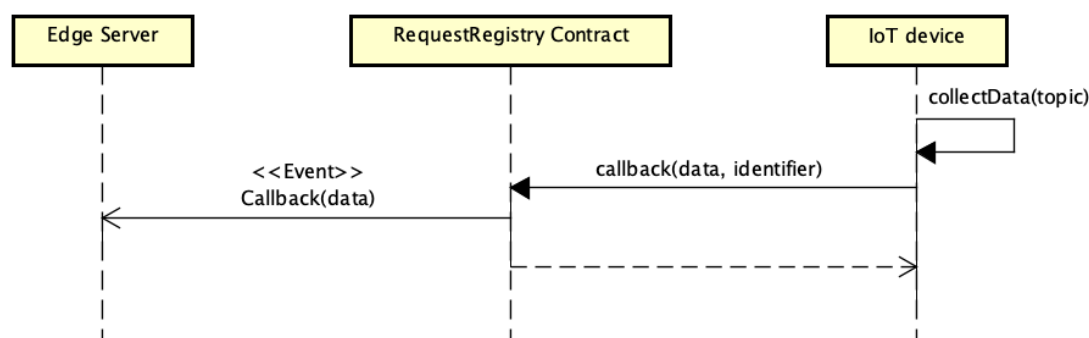 Edge Server
RequestRegistry Contract
IoT device
collectData(topic)
callback(data, identifier)
<<Event>>
Callback(data)